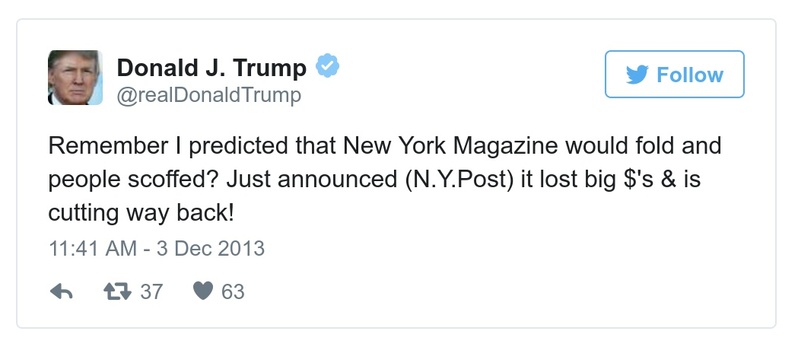 Donald J. Trump
@realDonaldTrump
Follow
Remember I predicted that New York Magazine would fold and
people scoffed? Just announced (N.Y.Post) it lost big $'s & is
cutting way back!
11:41 AM - 3 Dec 2013
37 63